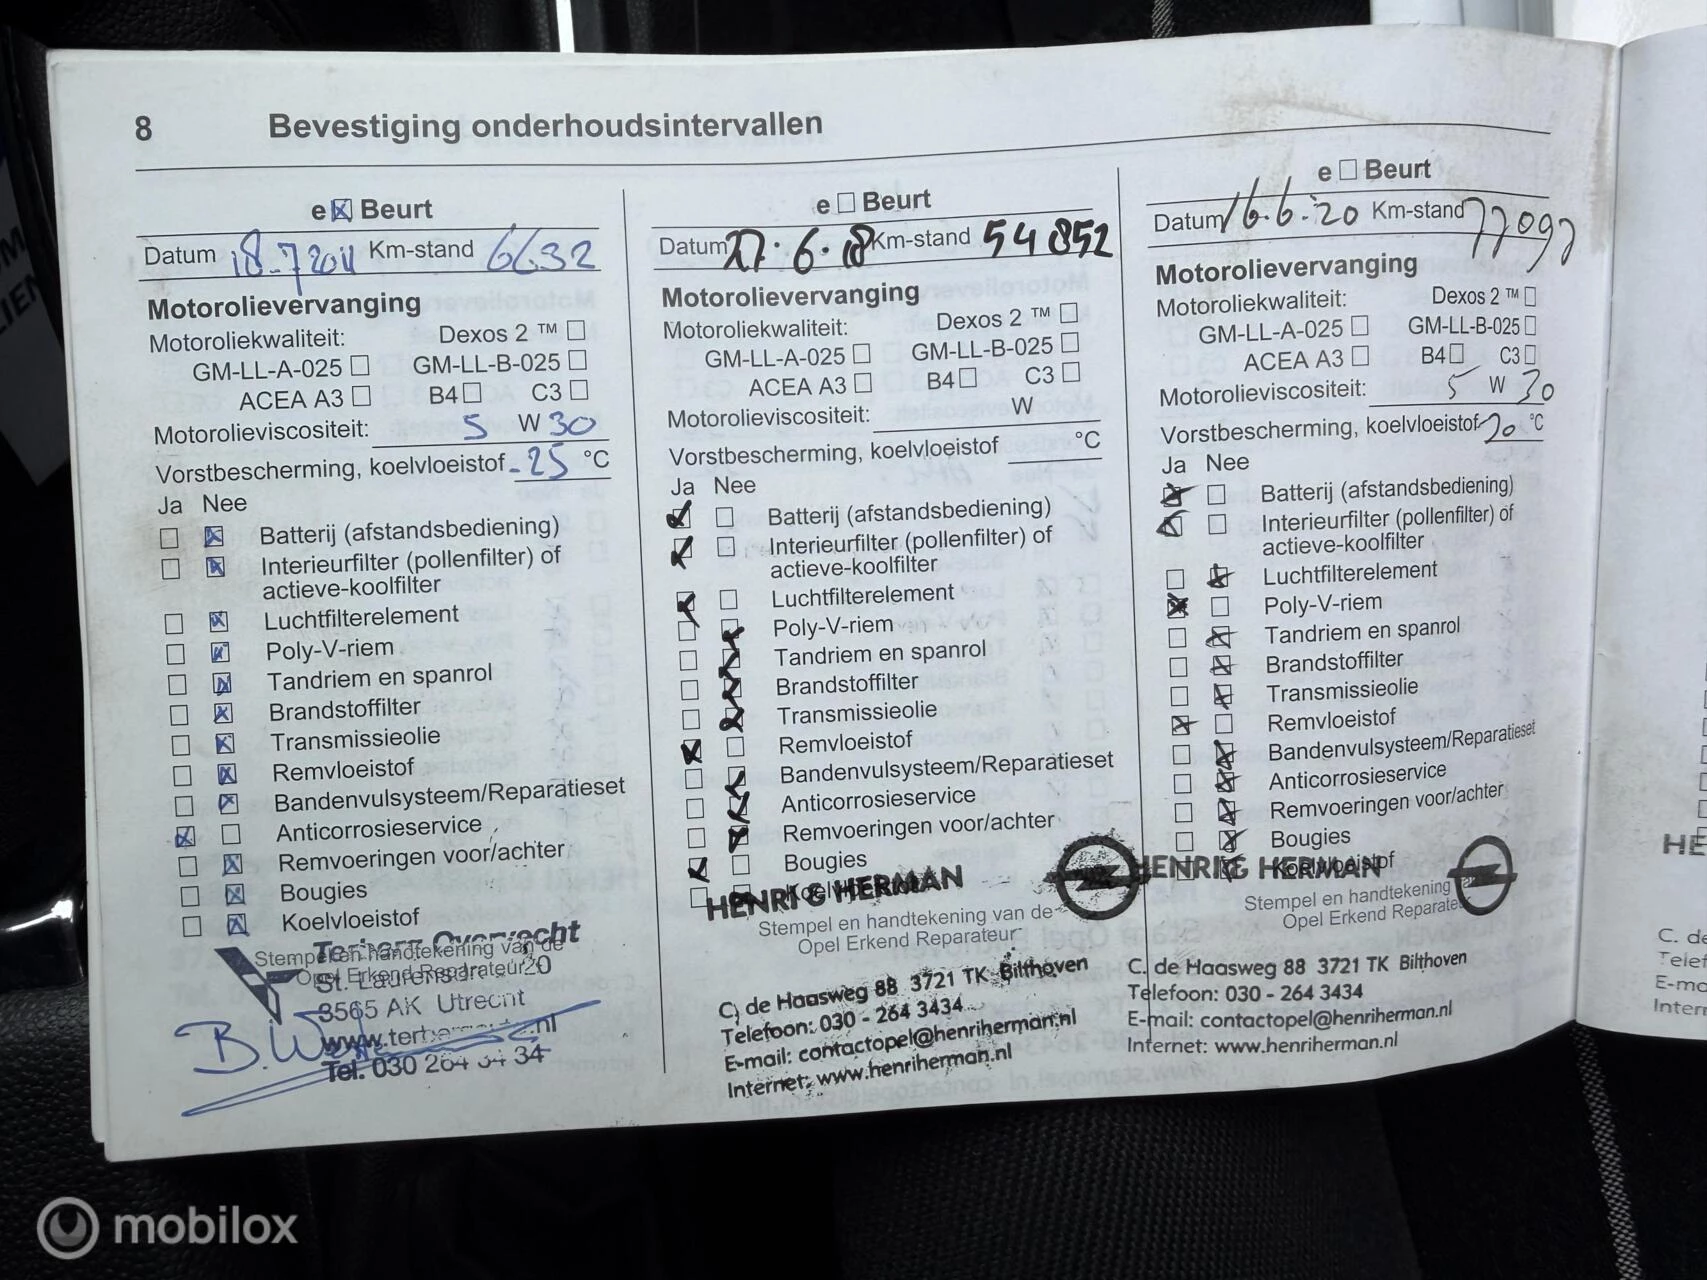 8 Bevestiging onderhoudsintervallen
e Beurt
Datum 18-7 2011 Km-stand 6632
Motorolievervanging
Motoroliekwaliteit: Dexos 2 ™
GM-LL-A-025 GM-LL-B-025
ACEA A3 B4 C3
Motorolieviscositeit: 5 W 30
Vorstbescherming, koelvloeistof -25 °C
Ja Nee
Batterij (afstandsbediening)
Interieurfilter (pollenfilter) of
actieve-koolfilter
Luchtfilterelement
Poly-V-riem
Tandriem en spanrol
Brandstoffilter
Transmissieolie
Remvloeistof
Bandenvulsysteem/Reparatieset
Anticorrosieservice
Remvoeringen voor/achter
Bougies
Koelvloeistof
Stempel en handtekening van de
Opel Erkend Reparateur
Overvecht
St. Laurensdreef 20
3565 AK Utrecht
Tel. 030 264 34 34
e Beurt
Datum 27.6.18 Km-stand 54852
Motorolievervanging
Motoroliekwaliteit: Dexos 2 ™
GM-LL-A-025 GM-LL-B-025
ACEA A3 B4 C3
Motorolieviscositeit: W
Vorstbescherming, koelvloeistof °C
Ja Nee
Batterij (afstandsbediening)
Interieurfilter (pollenfilter) of
actieve-koolfilter
Luchtfilterelement
Poly-V-riem
Tandriem en spanrol
Brandstoffilter
Transmissieolie
Remvloeistof
Bandenvulsysteem/Reparatieset
Anticorrosieservice
Remvoeringen voor/achter
Bougies
Koelvloeistof
HENRI & HERMAN
Stempel en handtekening van de
Opel Erkend Reparateur
C. de Haasweg 88 3721 TK Bilthoven
Telefoon: 030 - 264 3434
E-mail: contactopel@henriherman.nl
Internet: www.henriherman.nl
e Beurt
Datum 16.6.'20 Km-stand 77097
Motorolievervanging
Motoroliekwaliteit: Dexos 2 ™
GM-LL-A-025 GM-LL-B-025
ACEA A3 B4 C3
Motorolieviscositeit: 5 W 30
Vorstbescherming, koelvloeistof -20 °C
Ja Nee
Batterij (afstandsbediening)
Interieurfilter (pollenfilter) of
actieve-koolfilter
Luchtfilterelement
Poly-V-riem
Tandriem en spanrol
Brandstoffilter
Transmissieolie
Remvloeistof
Bandenvulsysteem/Reparatieset
Anticorrosieservice
Remvoeringen voor/achter
Bougies
Koelvloeistof
HENRI & HERMAN
Stempel en handtekening
Opel Erkend Reparateur
C. de Haasweg 88 3721 TK Bilthoven
Telefoon: 030 - 264 3434
E-mail: contactopel@henriherman.nl
Internet: www.henriherman.nl
HE
C. de
Telef
E-ma
Intern
mobilox